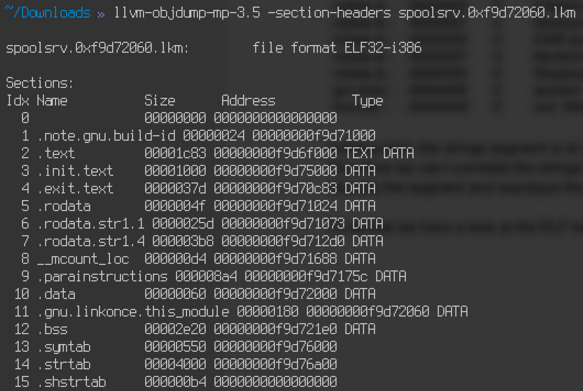 ~/Downloads » llvm-objdump-mp-3.5 -section-headers spoolsrv.0xf9d72060.lkm
spoolsrv.0xf9d72060.lkm:        file format ELF32-i386
Sections:
Idx Name          Size      Address          Type
0               00000000 0000000000000000
1 .note.gnu.build-id 00000024 00000000f9d71000
2 .text         00001c83 00000000f9d6f000 TEXT DATA
3 .init.text    00001000 00000000f9d75000 DATA
4 .exit.text    0000037d 00000000f9d70c83 DATA
5 .rodata       0000004f 00000000f9d71024 DATA
6 .rodata.str1.1 0000025d 00000000f9d71073 DATA
7 .rodata.str1.4 000003b8 00000000f9d712d0 DATA
8 __mcount_loc  000000d4 00000000f9d71688 DATA
9 .parainstructions 000008a4 00000000f9d7175c DATA
10 .data         00000060 00000000f9d72000 DATA
11 .gnu.linkonce.this_module 00000180 00000000f9d72060 DATA
12 .bss          00002e20 00000000f9d721e0 DATA
13 .symtab       00000550 00000000f9d76000
14 .strtab       00004000 00000000f9d76a00
15 .shstrtab     000000b4 0000000000000000